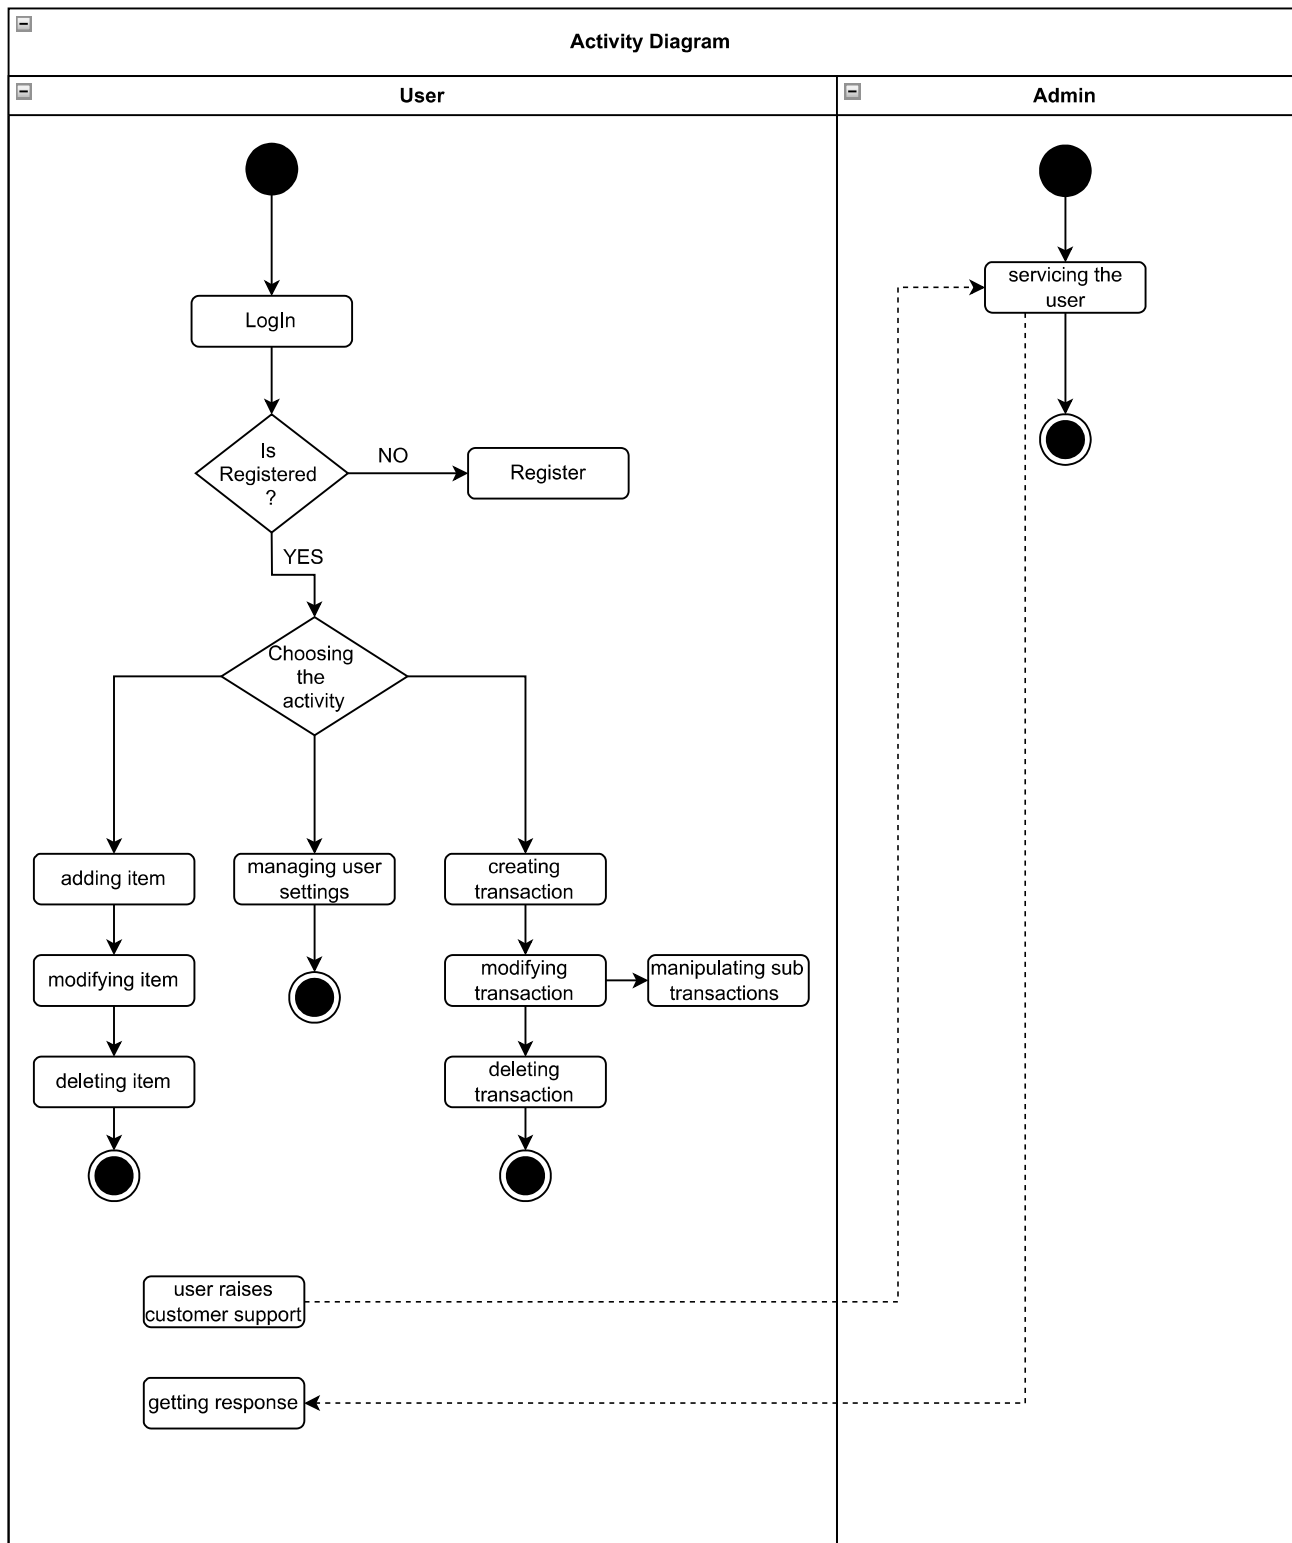 Activity Diagram
User
Admin
servicing the
user
LogIn
Is
Registered
?
NO
Register
YES
Choosing
the
activity
adding item
managing user
settings
creating
transaction
modifying item
modifying
transaction
manipulating sub
transactions
deleting item
deleting
transaction
user raises
customer support
getting response